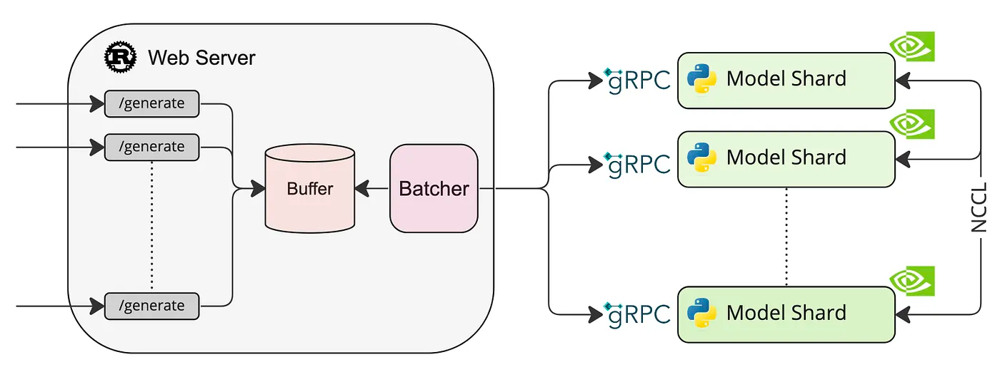 Web Server
/generate
/generate
/generate
Buffer
Batcher
gRPC
Model Shard
gRPC
Model Shard
gRPC
Model Shard
NCCL